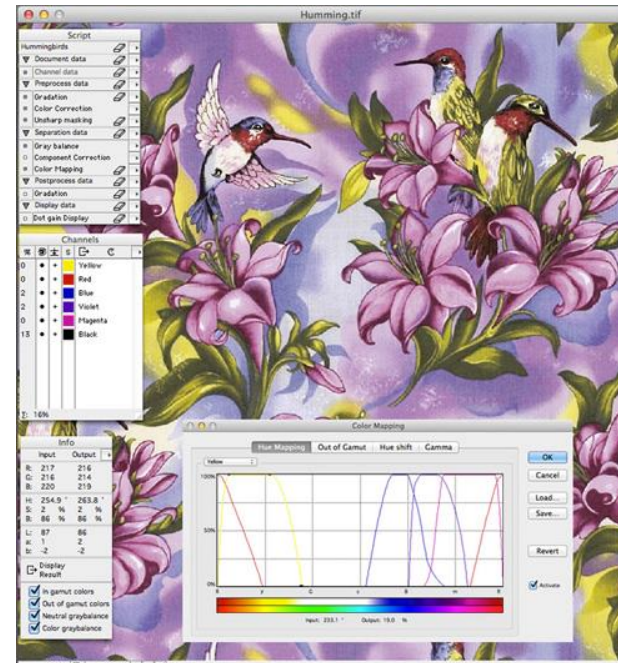 Humming.tif
Script
Hummingbirds
Document data
Channel data
Preprocess data
Gradation
Color Correction
Unsharp masking
Separation data
Gray balance
Component Correction
Color Mapping
Postprocess data
Gradation
Display data
Dot gain Display
Channels
% S
0 Yellow
0 Red
2 Blue
2 Violet
0 Magenta
13 Black
Σ: 16%
Info
Input Output
R: 217 216
G: 216 214
B: 220 219
H: 254.9 ° 263.8 °
S: 2 % 2 %
B: 86 % 86 %
L: 87 86
a: 1 2
b: -2 -2
Display
Result
In gamut colors
Out of gamut colors
Neutral graybalance
Color graybalance
Color Mapping
Hue Mapping Out of Gamut Hue shift Gamma
Yellow
100%
50%
0%
Input: 233.1 ° Output: 19.0 %
OK
Cancel
Load...
Save...
Revert
Activate